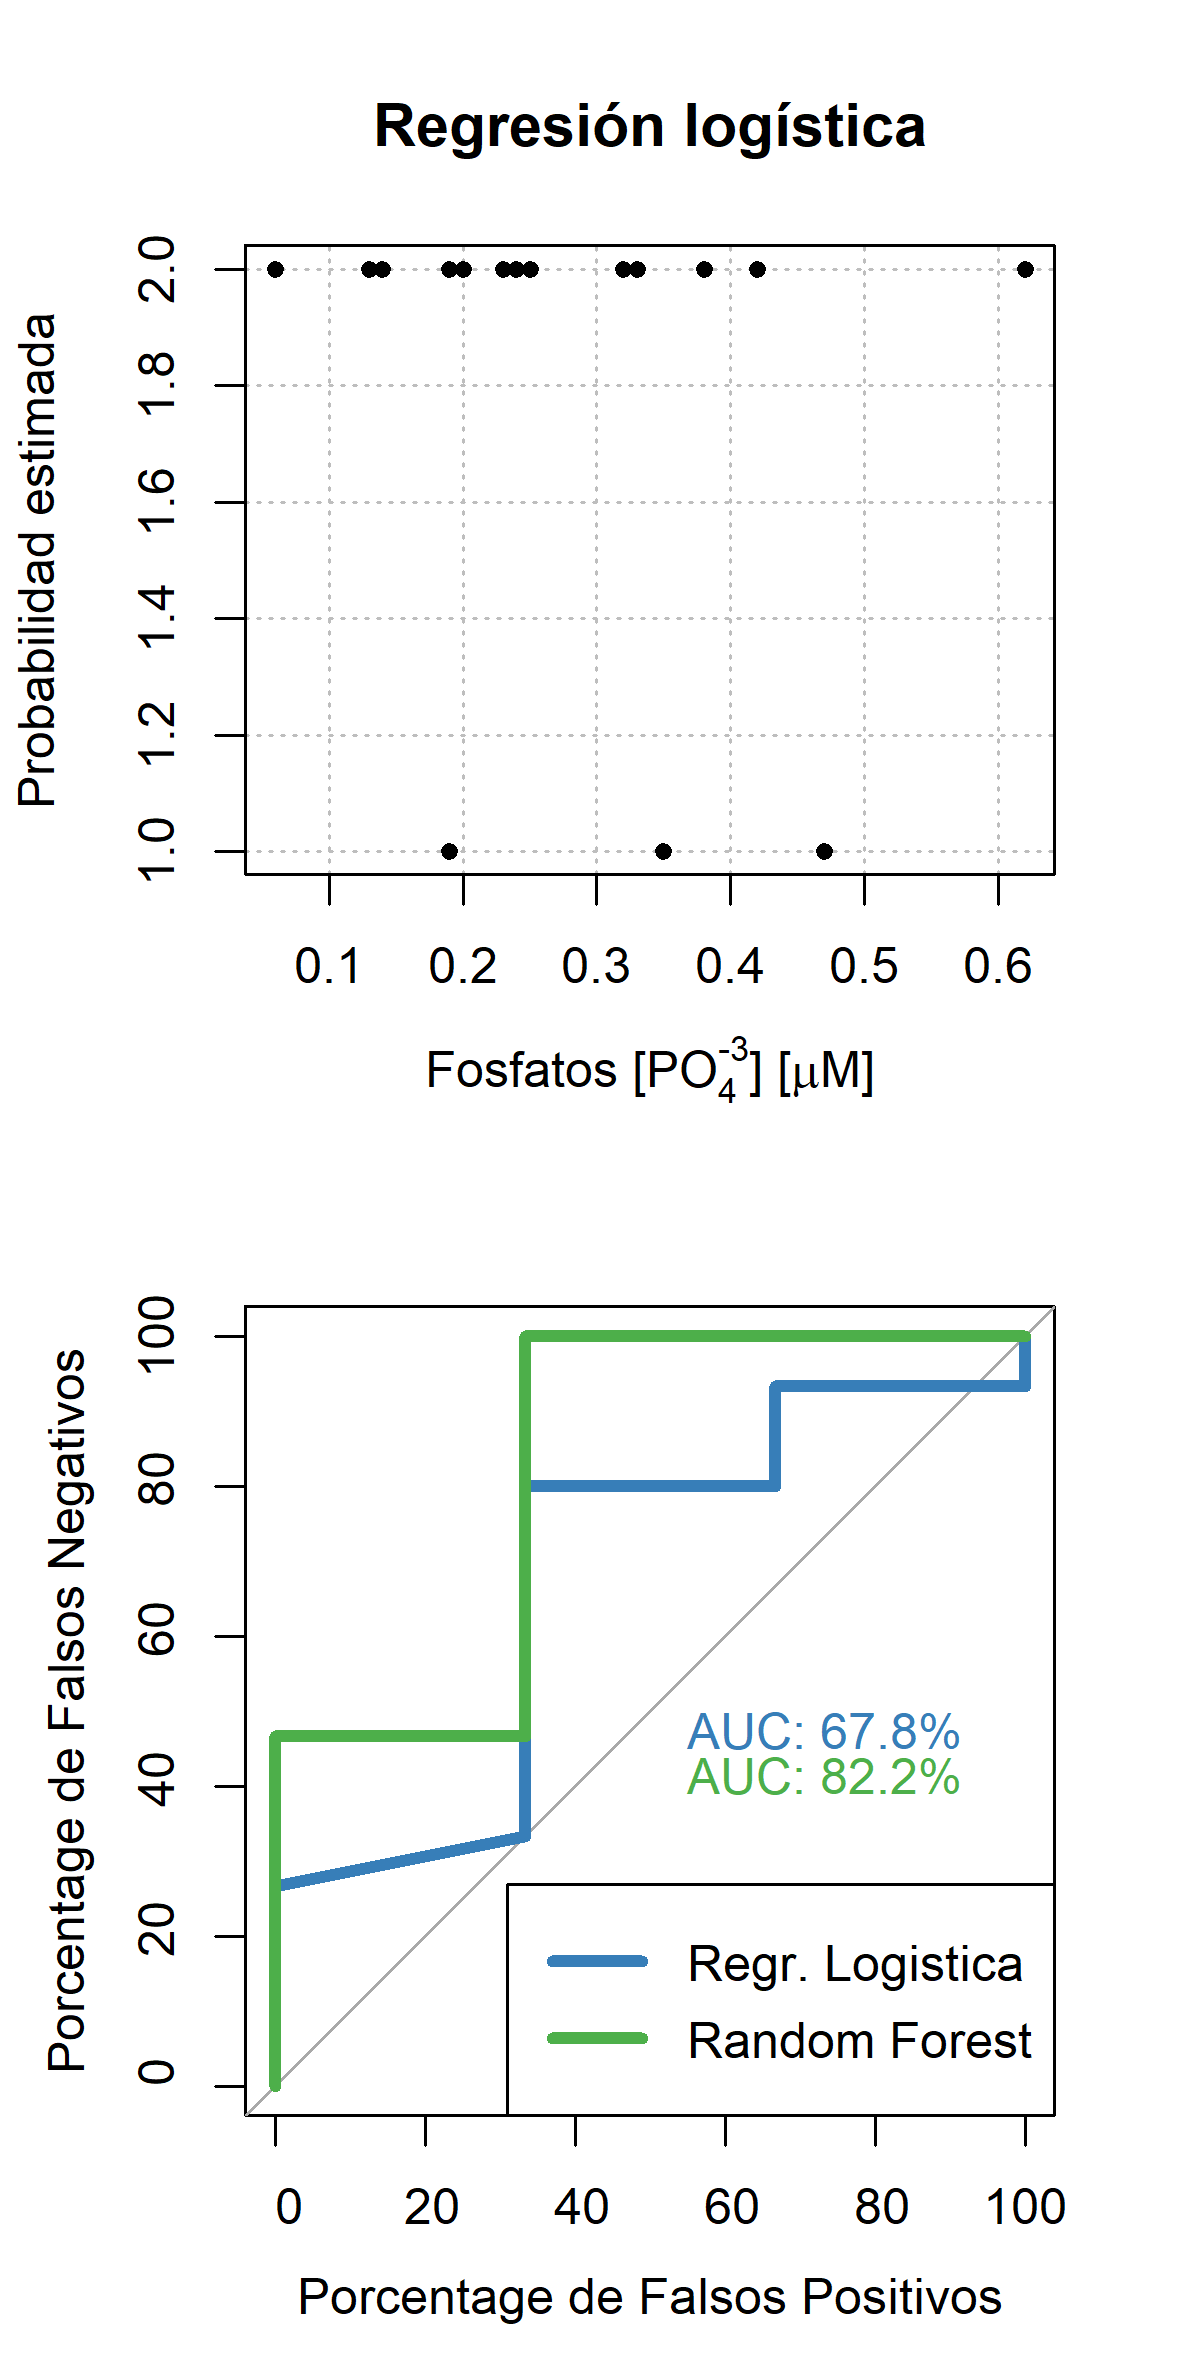 Regresión logística
Probabilidad estimada
2.0
1.8
1.6
1.4
1.2
1.0
0.1 0.2 0.3 0.4 0.5 0.6
Fosfatos [PO₄⁻³] [μM]
Porcentage de Falsos Negativos
100
80
60
40
20
0
AUC: 67.8%
AUC: 82.2%
Regr. Logistica
Random Forest
0 20 40 60 80 100
Porcentage de Falsos Positivos